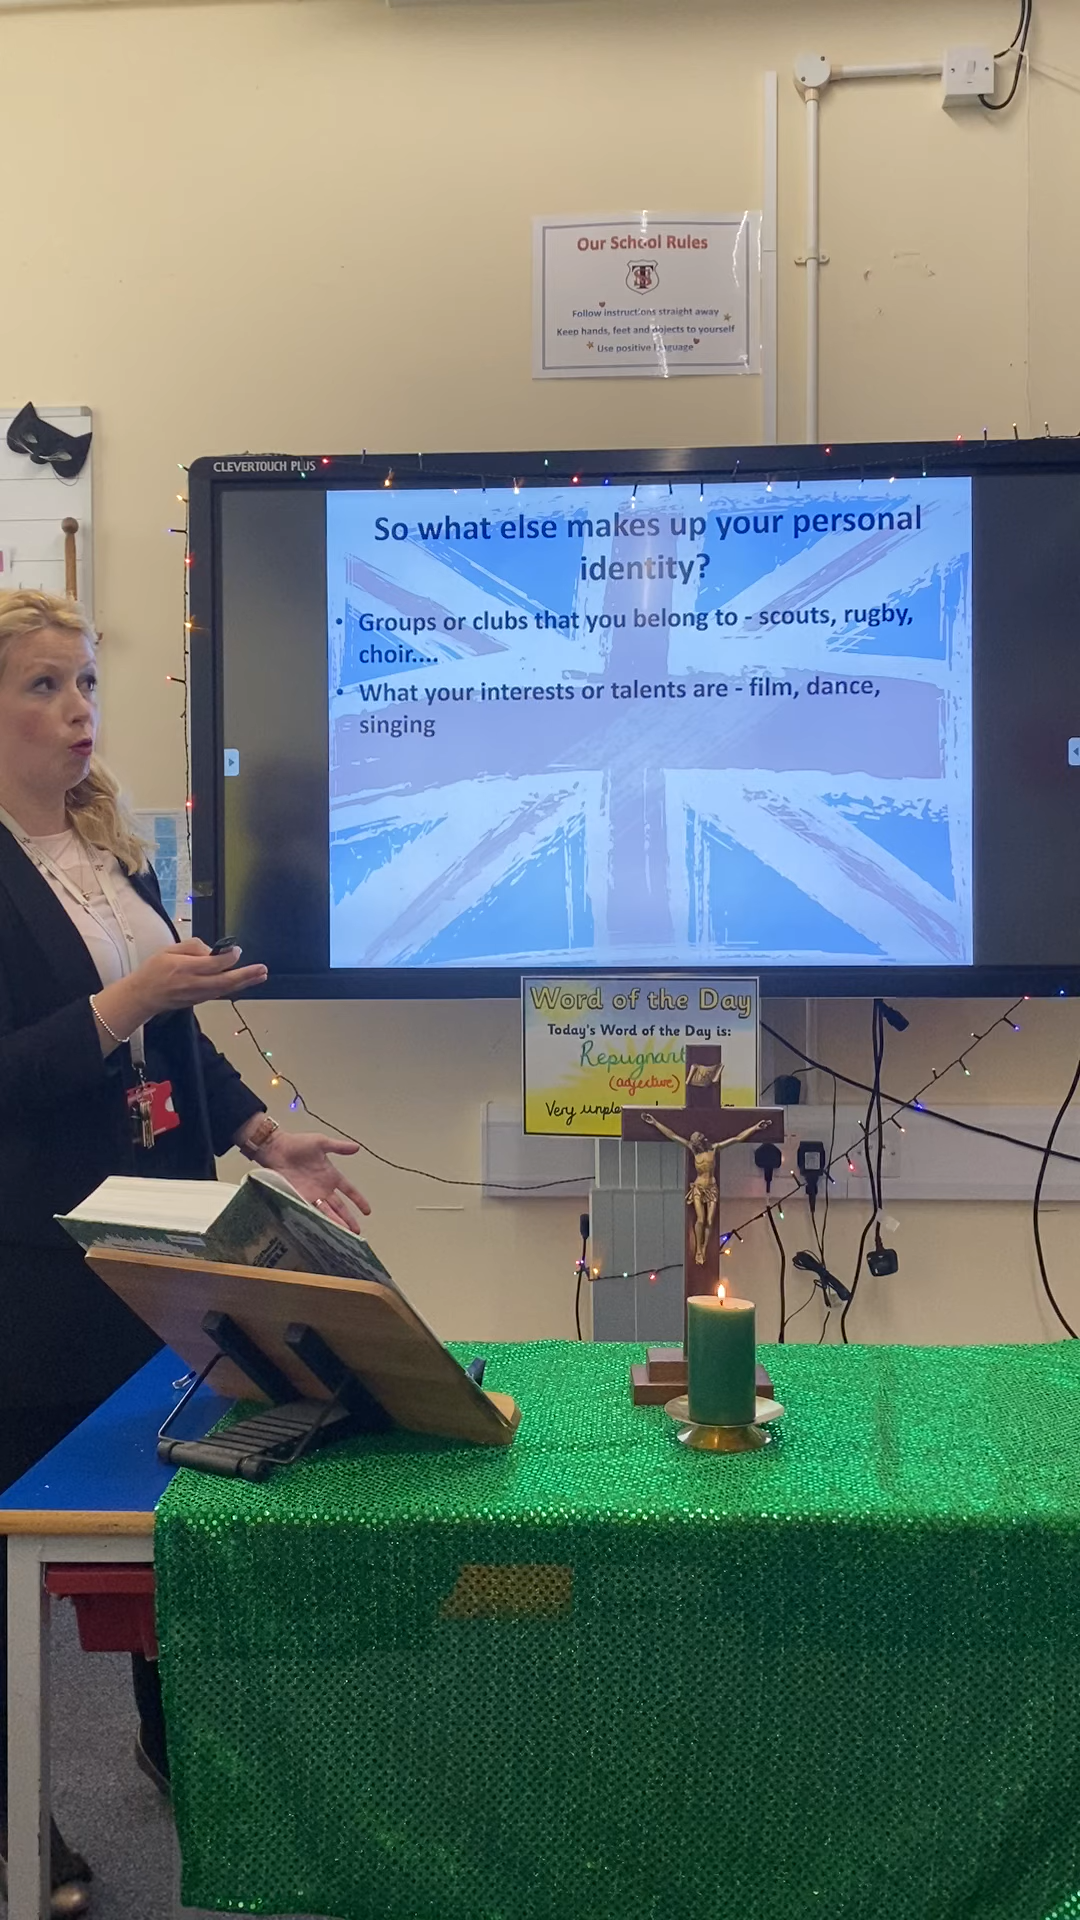 Our School Rules
Follow instructions straight away
Keep hands, feet and objects to yourself
Use positive language
CLEVERTOUCH PLUS
So what else makes up your personal
identity?
• Groups or clubs that you belong to - scouts, rugby,
choir....
• What your interests or talents are - film, dance,
singing
Word of the Day
Today's Word of the Day is:
Repugnant
(adjective)
Very
BIBLE